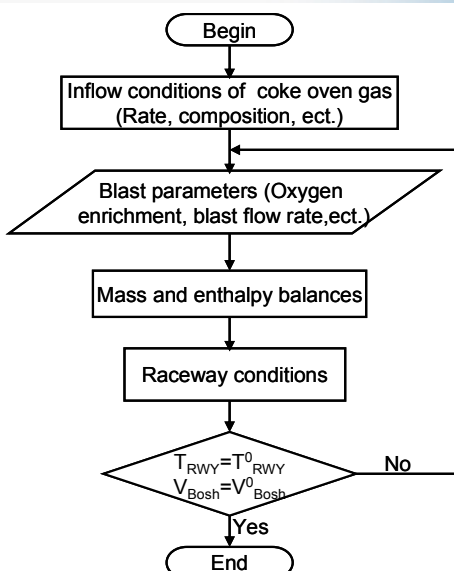 Begin
Inflow conditions of coke oven gas
(Rate, composition, ect.)
Blast parameters (Oxygen
enrichment, blast flow rate,ect.)
Mass and enthalpy balances
Raceway conditions
T_RWY=T^0_RWY
V_Bosh=V^0_Bosh
No
Yes
End